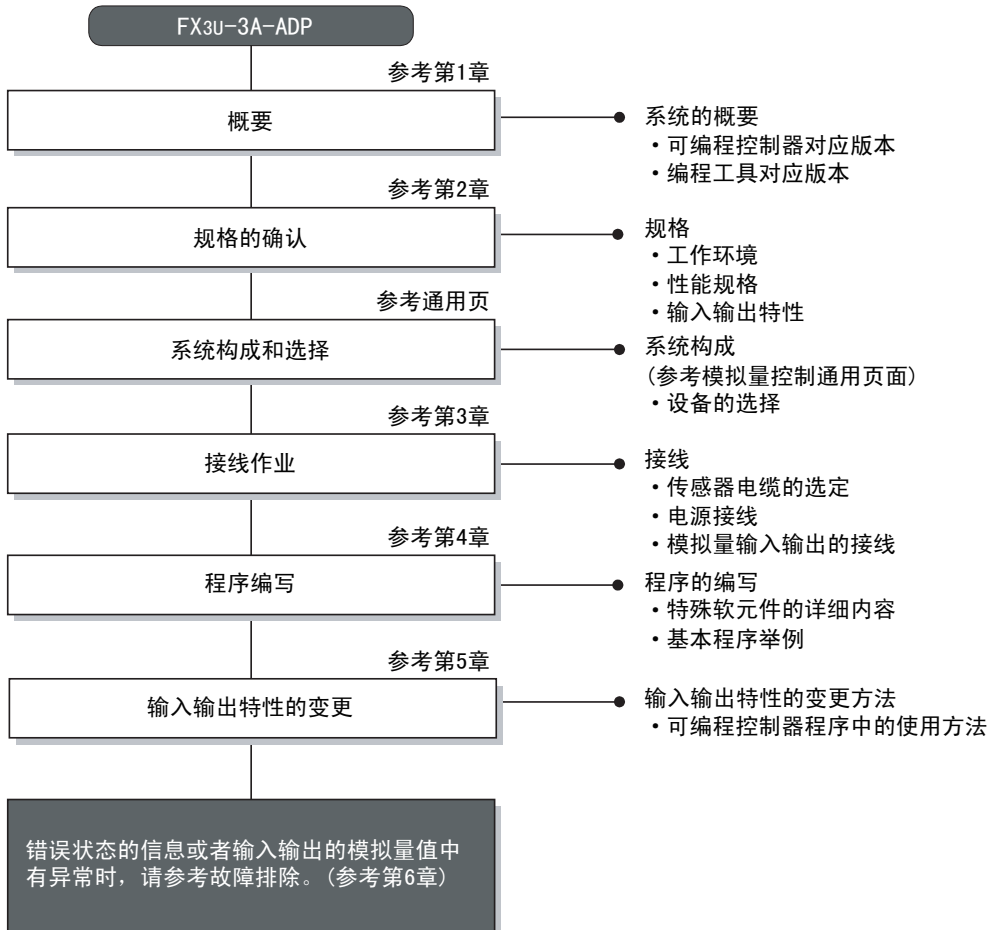 FX3U-3A-ADP
参考第1章
概要
系统的概要
・可编程控制器对应版本
・编程工具对应版本
参考第2章
规格的确认
规格
・工作环境
・性能规格
・输入输出特性
参考通用页
系统构成和选择
系统构成
(参考模拟量控制通用页面)
・设备的选择
参考第3章
接线作业
接线
・传感器电缆的选定
・电源接线
・模拟量输入输出的接线
参考第4章
程序编写
程序的编写
・特殊软元件的详细内容
・基本程序举例
参考第5章
输入输出特性的变更
输入输出特性的变更方法
・可编程控制器程序中的使用方法
错误状态的信息或者输入输出的模拟量值中
有异常时，请参考故障排除。(参考第6章)